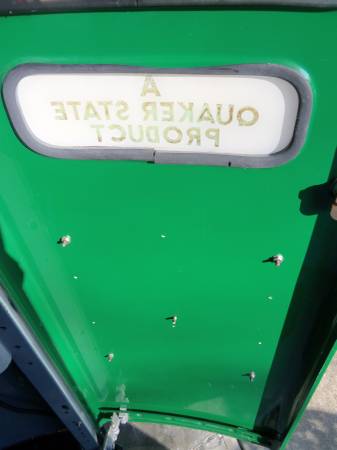 A
QUAKER STATE
PRODUCT